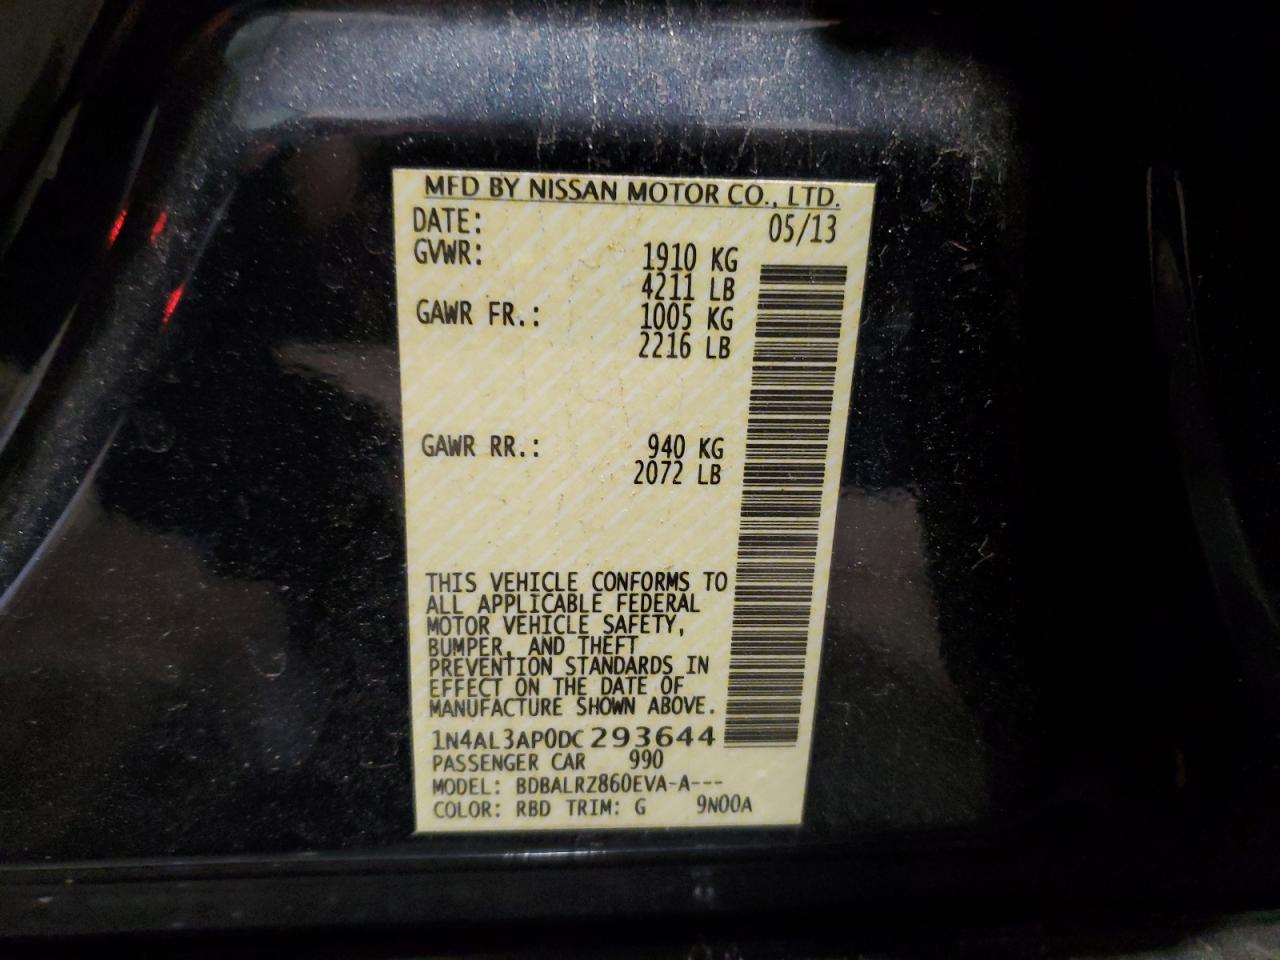 MFD BY NISSAN MOTOR CO., LTD.
DATE: 05/13
GVWR: 1910 KG
4211 LB
GAWR FR.: 1005 KG
2216 LB
GAWR RR.: 940 KG
2072 LB
THIS VEHICLE CONFORMS TO
ALL APPLICABLE FEDERAL
MOTOR VEHICLE SAFETY,
BUMPER, AND THEFT
PREVENTION STANDARDS IN
EFFECT ON THE DATE OF
MANUFACTURE SHOWN ABOVE.
1N4AL3AP0DC293644
PASSENGER CAR 990
MODEL: BDBALRZ860EVA-A---
COLOR: RBD TRIM: G 9N00A